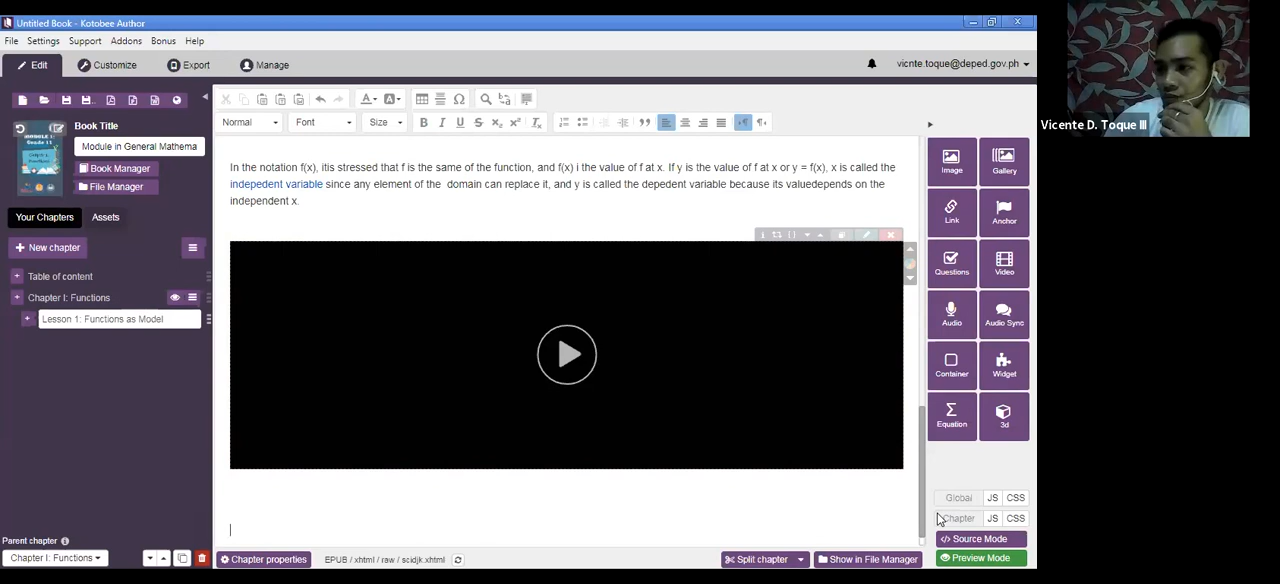 Untitled Book - Kotobee Author
File Settings Support Addons Bonus Help
Edit Customize Export Manage vicnte.toque@deped.gov.ph
Book Title
Module in General Mathema
Book Manager
File Manager
Your Chapters Assets
New chapter
Table of content
Chapter I: Functions
Lesson 1: Functions as Model
Parent chapter
Chapter I: Functions
Normal Font Size
In the notation f(x), itis stressed that f is the same of the function, and f(x) i the value of f at x. If y is the value of f at x or y = f(x), x is called the
indepedent variable since any element of the domain can replace it, and y is called the depedent variable because its valuedepends on the
independent x.
Chapter properties EPUB / xhtml / raw / scidjk.xhtml Split chapter Show in File Manager
Image Gallery
Link Anchor
Questions Video
Audio Audio Sync
Container Widget
Equation 3d
Global JS CSS
Chapter JS CSS
Source Mode
Preview Mode
Vicente D. Toque III